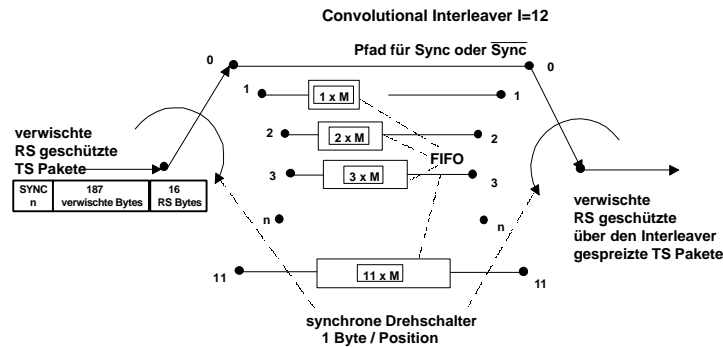 Convolutional Interleaver I=12
Pfad für Sync oder Sync
0
0
1
1 x M
1
verwischte
RS geschützte
TS Pakete
2
2 x M
2
FIFO
3
3 x M
3
SYNC
n
187
verwischte Bytes
16
RS Bytes
n
n
verwischte
RS geschützte
über den Interleaver
gespreizte TS Pakete
11
11 x M
11
synchrone Drehschalter
1 Byte / Position